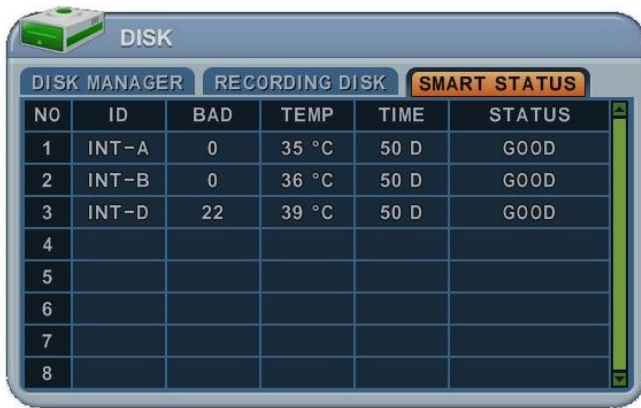 DISK
DISK MANAGER RECORDING DISK SMART STATUS
NO ID BAD TEMP TIME STATUS
1 INT-A 0 35 °C 50 D GOOD
2 INT-B 0 36 °C 50 D GOOD
3 INT-D 22 39 °C 50 D GOOD
4
5
6
7
8